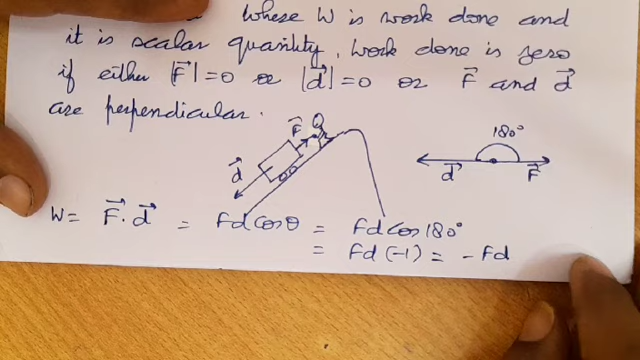 where W is work done and
it is scalar quantity. Work done is zero
if either |F⃗|=0 or |d⃗|=0 or F⃗ and d⃗
are perpendicular.
F⃗
d⃗
180°
d⃗ F⃗
W = F⃗.d⃗ = Fd Cosθ = Fd Cos 180°
= Fd (-1) = -Fd